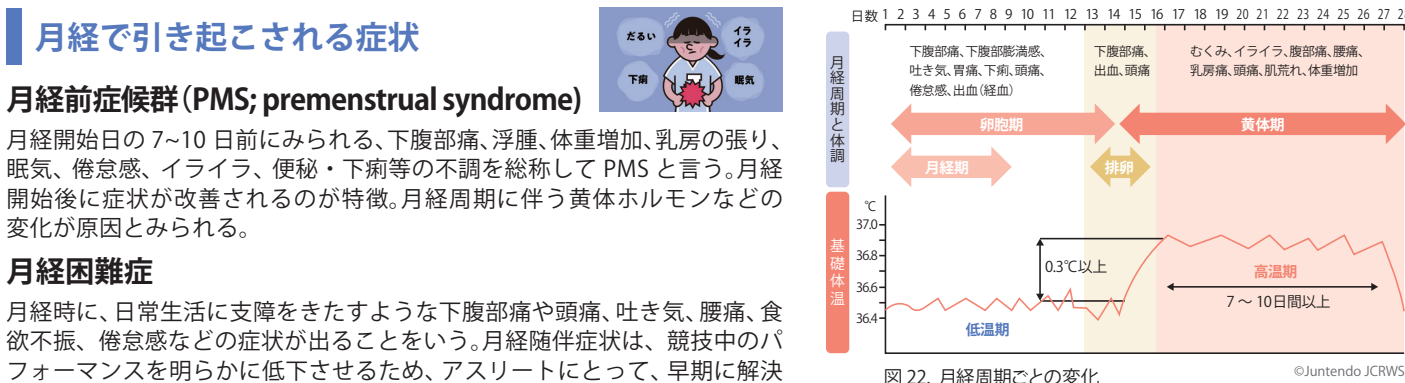 月経で引き起こされる症状
だるい
イラ
イラ
下痢
眠気
月経前症候群（PMS; premenstrual syndrome）
月経開始日の 7~10 日前にみられる、下腹部痛、浮腫、体重増加、乳房の張り、
眠気、倦怠感、イライラ、便秘・下痢等の不調を総称して PMS と言う。月経
開始後に症状が改善されるのが特徴。月経周期に伴う黄体ホルモンなどの
変化が原因とみられる。
月経困難症
月経時に、日常生活に支障をきたすような下腹部痛や頭痛、吐き気、腰痛、食
欲不振、倦怠感などの症状が出ることをいう。月経随伴症状は、競技中のパ
フォーマンスを明らかに低下させるため、アスリートにとって、早期に解決
日数 1 2 3 4 5 6 7 8 9 10 11 12 13 14 15 16 17 18 19 20 21 22 23 24 25 26 27 28
月経周期と体調
下腹部痛、下腹部膨満感、
吐き気、胃痛、下痢、頭痛、
倦怠感、出血（経血）
下腹部痛、
出血、頭痛
むくみ、イライラ、腹部痛、腰痛、
乳房痛、頭痛、肌荒れ、体重増加
卵胞期
黄体期
月経期
排卵
基礎体温
℃
37.0
36.8
36.6
36.4
0.3℃以上
高温期
7 ～ 10日間以上
低温期
図 22. 月経周期ごとの変化
©Juntendo JCRWS